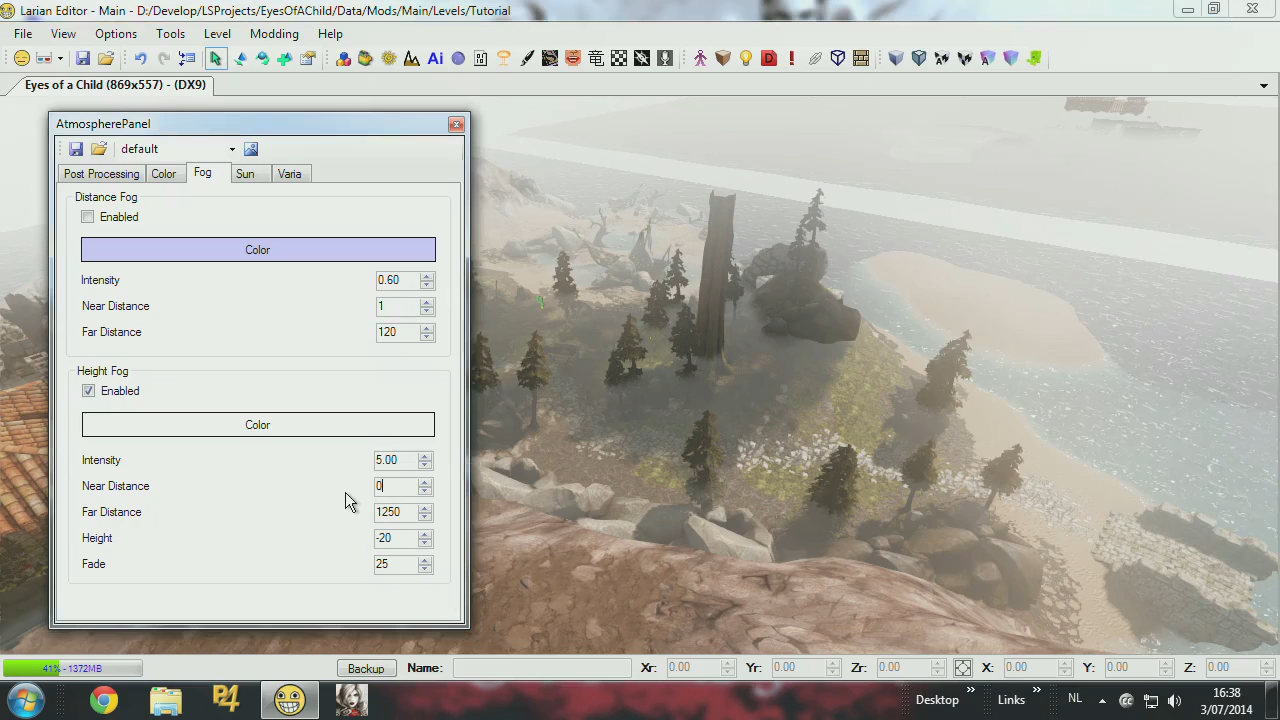 Larian Editor - Main - D:/Develop/LSProjects/EyesOfAChild/Data/Mods/Main/Levels/Tutorial
File View Options Tools Level Modding Help
Ai
Eyes of a Child (869x557) - (DX9)
AtmospherePanel
default
Post Processing Color Fog Sun Varia
Distance Fog
Enabled
Color
Intensity 0.60
Near Distance 1
Far Distance 120
Height Fog
Enabled
Color
Intensity 5.00
Near Distance 0
Far Distance 1250
Height -20
Fade 25
41% - 1372MB Backup Name: Xr: 0.00 Yr: 0.00 Zr: 0.00 X: 0.00 Y: 0.00 Z: 0.00
P4 Desktop » Links » NL 16:38
3/07/2014